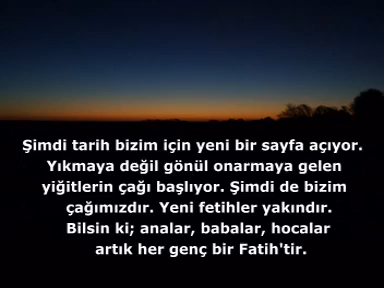 Şimdi tarih bizim için yeni bir sayfa açıyor.
Yıkmaya değil gönül onarmaya gelen
yiğitlerin çağı başlıyor. Şimdi de bizim
çağımızdır. Yeni fetihler yakındır.
Bilsin ki; analar, babalar, hocalar
artık her genç bir Fatih'tir.